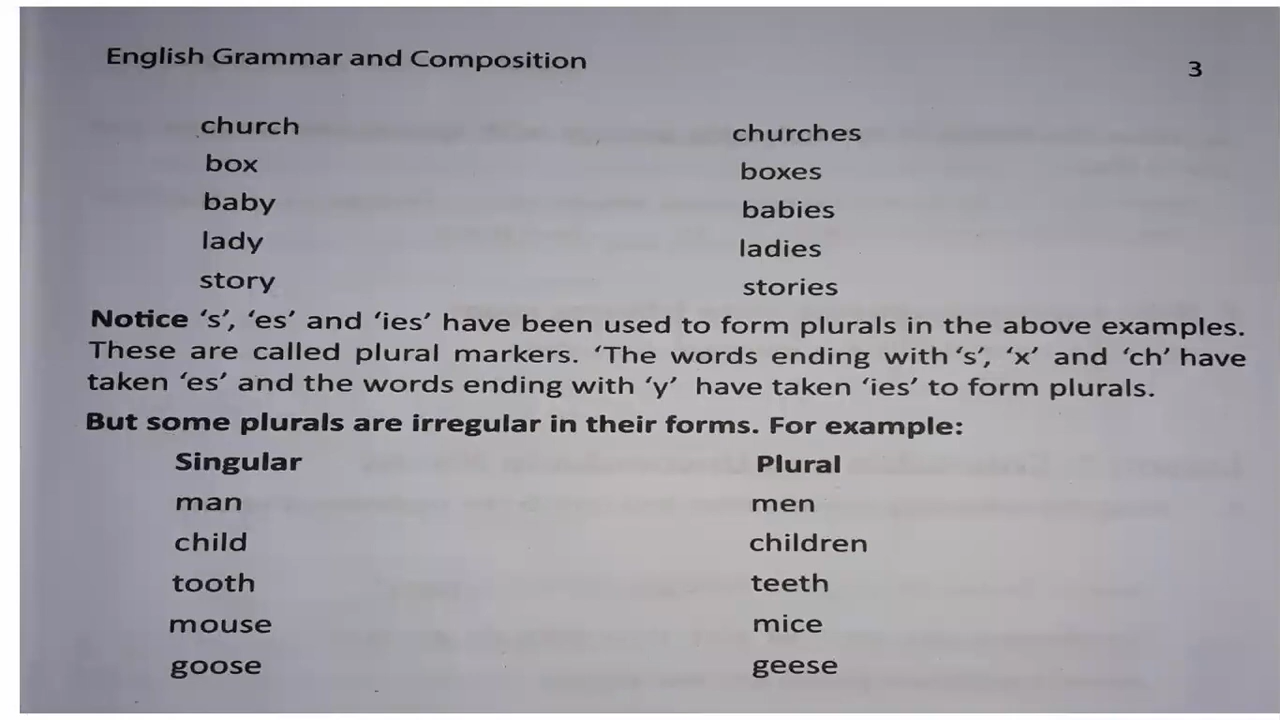 English Grammar and Composition 3
church churches
box boxes
baby babies
lady ladies
story stories
Notice ‘s’, ‘es’ and ‘ies’ have been used to form plurals in the above examples.
These are called plural markers. ‘The words ending with ‘s’, ‘x’ and ‘ch’ have
taken ‘es’ and the words ending with ‘y’ have taken ‘ies’ to form plurals.
But some plurals are irregular in their forms. For example:
Singular Plural
man men
child children
tooth teeth
mouse mice
goose geese